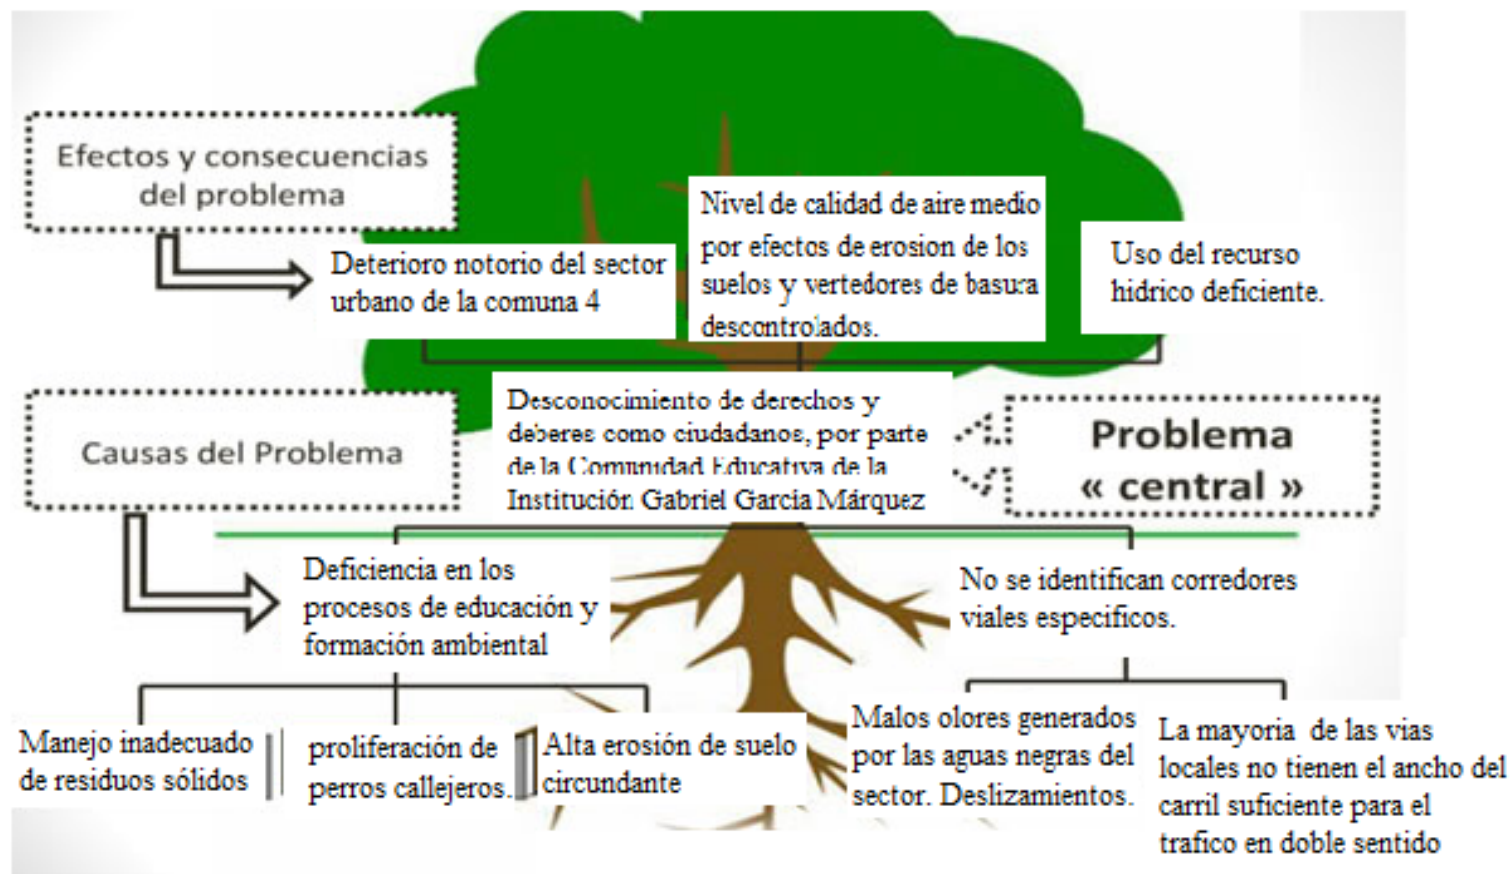 Efectos y consecuencias
del problema
Deterioro notorio del sector
urbano de la comuna 4
Nivel de calidad de aire medio
por efectos de erosion de los
suelos y vertedores de basura
descontrolados.
Uso del recurso
hidrico deficiente.
Causas del Problema
Desconocimiento de derechos y
deberes como ciudadanos, por parte
de la Comunidad Educativa de la
Institución Gabriel Garcia Márquez
Problema
« central »
Deficiencia en los
procesos de educación y
formación ambiental
No se identifican corredores
viales especificos.
Manejo inadecuado
de residuos sólidos
proliferación de
perros callejeros.
Alta erosión de suelo
circundante
Malos olores generados
por las aguas negras del
sector. Deslizamientos.
La mayoria de las vias
locales no tienen el ancho del
carril suficiente para el
trafico en doble sentido